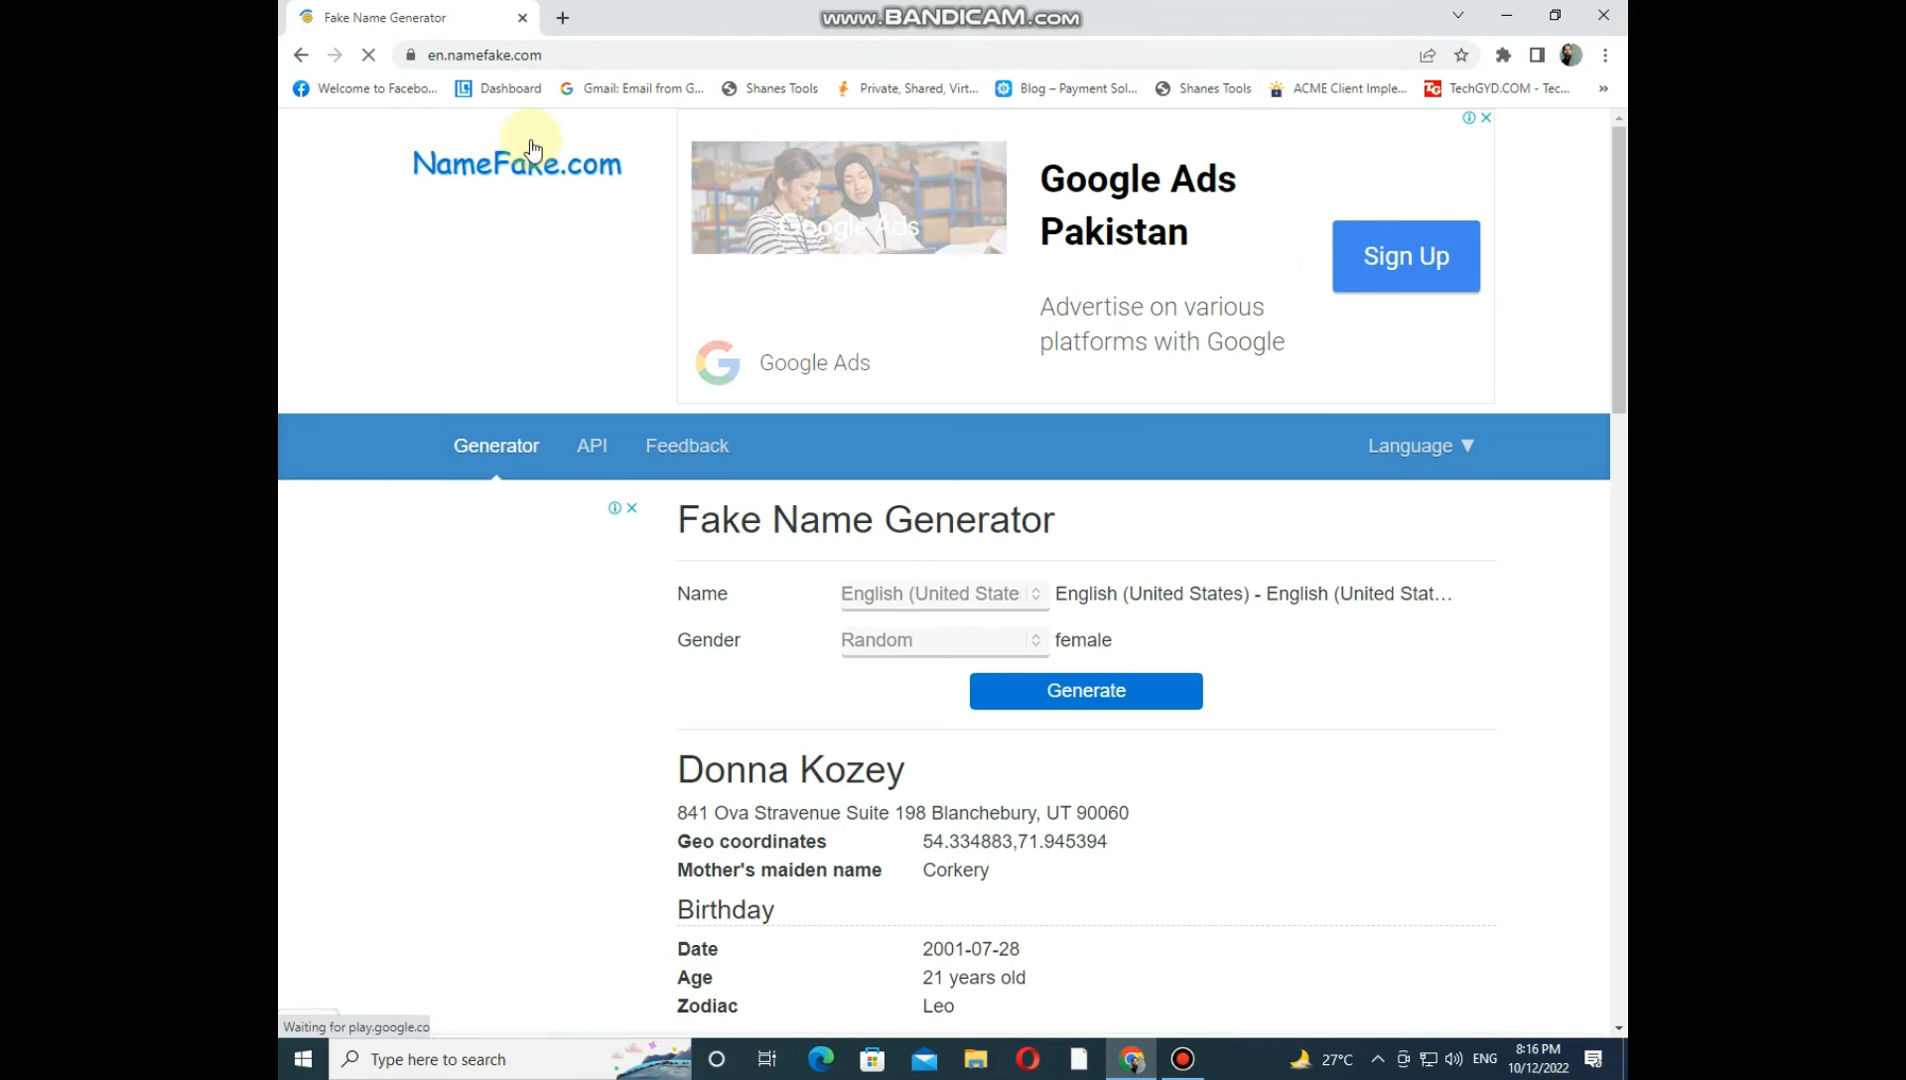 Fake Name Generator
www.BANDICAM.com
en.namefake.com
Welcome to Facebo...
Dashboard
Gmail: Email from G...
Shanes Tools
Private, Shared, Virt...
Blog – Payment Sol...
Shanes Tools
ACME Client Imple...
TechGYD.COM - Tec...
NameFake.com
Google Ads
Google Ads
Pakistan
Sign Up
Advertise on various
platforms with Google
Google Ads
Generator API Feedback Language ▼
Fake Name Generator
Name English (United State English (United States) - English (United Stat...
Gender Random female
Generate
Donna Kozey
841 Ova Stravenue Suite 198 Blanchebury, UT 90060
Geo coordinates 54.334883,71.945394
Mother's maiden name Corkery
Birthday
Date 2001-07-28
Age 21 years old
Zodiac Leo
Waiting for play.google.co
Type here to search
27°C
ENG
8:16 PM
10/12/2022